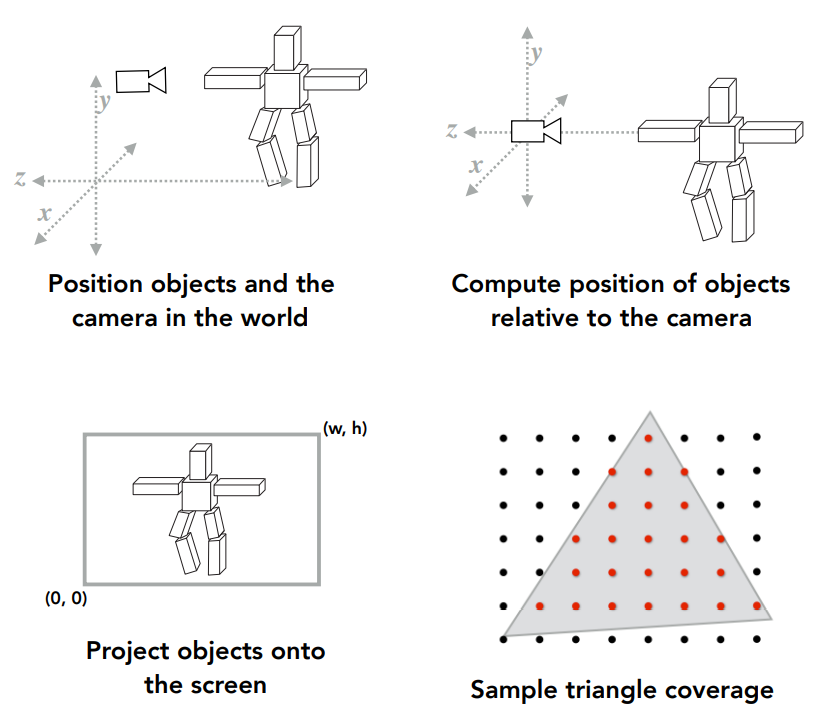 y
z
x
Position objects and the
camera in the world
y
z
x
Compute position of objects
relative to the camera
(w, h)
(0, 0)
Project objects onto
the screen
Sample triangle coverage